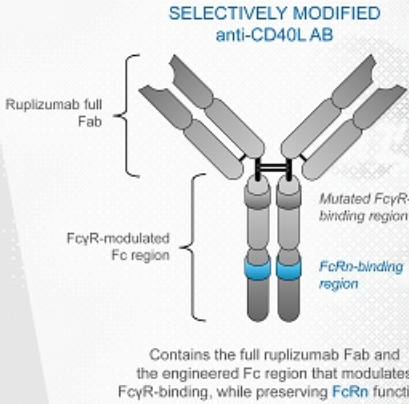 SELECTIVELY MODIFIED
anti-CD40L AB
Ruplizumab full
Fab
Mutated FcγR-
binding region
FcγR-modulated
Fc region
FcRn-binding
region
Contains the full ruplizumab Fab and
the engineered Fc region that modulates
FcγR-binding, while preserving FcRn functi